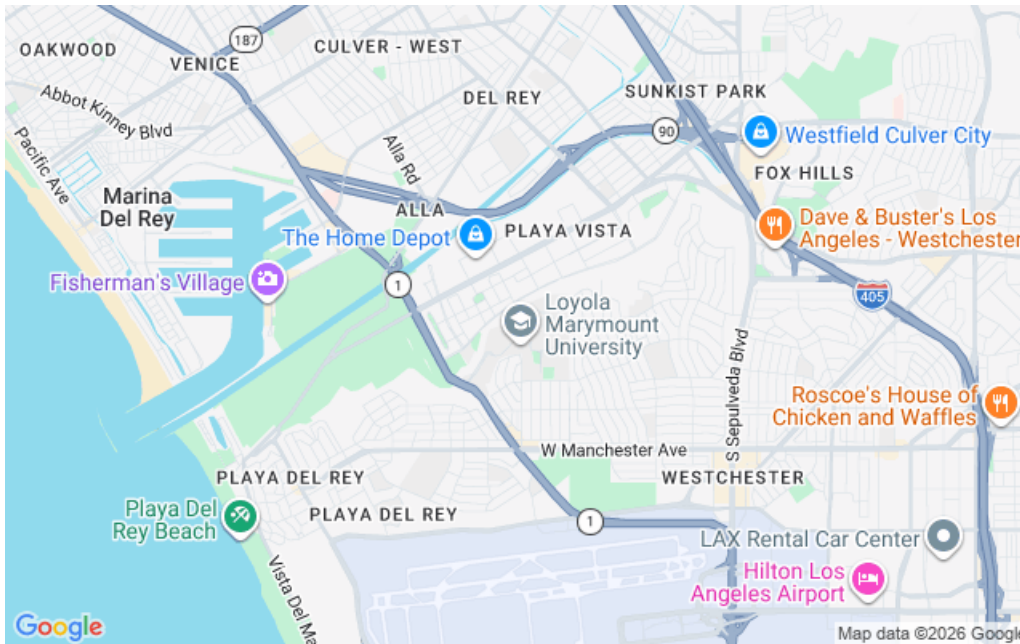 OAKWOOD
187
VENICE
CULVER - WEST
DEL REY
SUNKIST PARK
Abbot Kinney Blvd
Pacific Ave
Alla Rd
90
Westfield Culver City
FOX HILLS
Marina
Del Rey
ALLA
The Home Depot
PLAYA VISTA
Dave & Buster's Los
Angeles - Westchester
Fisherman's Village
1
405
Loyola
Marymount
University
S Sepulveda Blvd
Roscoe's House of
Chicken and Waffles
W Manchester Ave
PLAYA DEL REY
WESTCHESTER
Playa Del
Rey Beach
PLAYA DEL REY
1
LAX Rental Car Center
Vista Del Ma
Hilton Los
Angeles Airport
Google
Map data ©2026 Google